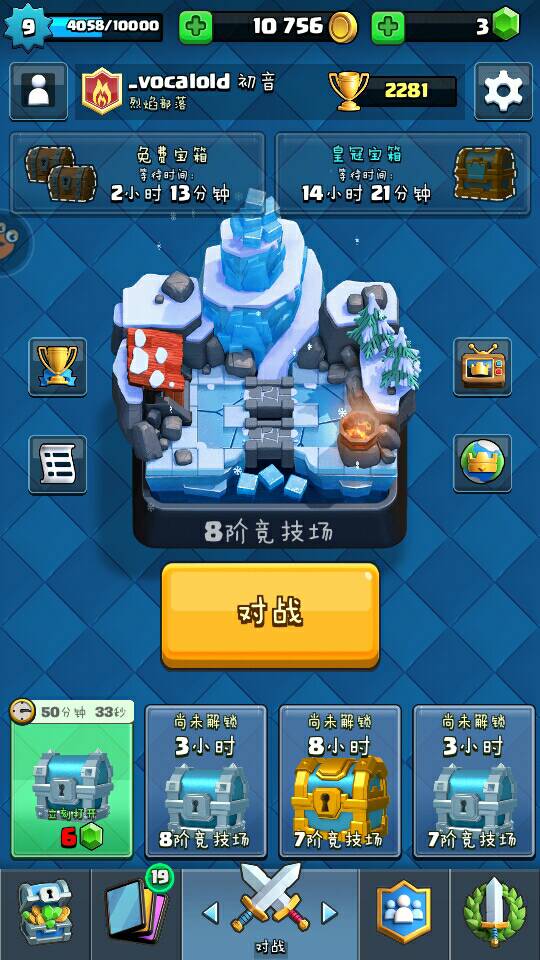 9 4058/10000 10 756 3
_vocalold 初音
烈焰部落
2281
免费宝箱
等待时间:
2小时 13分钟
皇冠宝箱
等待时间:
14小时 21分钟
8阶竞技场
对战
50分钟 33秒
立刻打开
6
尚未解锁
3小时
8阶竞技场
尚未解锁
8小时
7阶竞技场
尚未解锁
3小时
7阶竞技场
19
对战